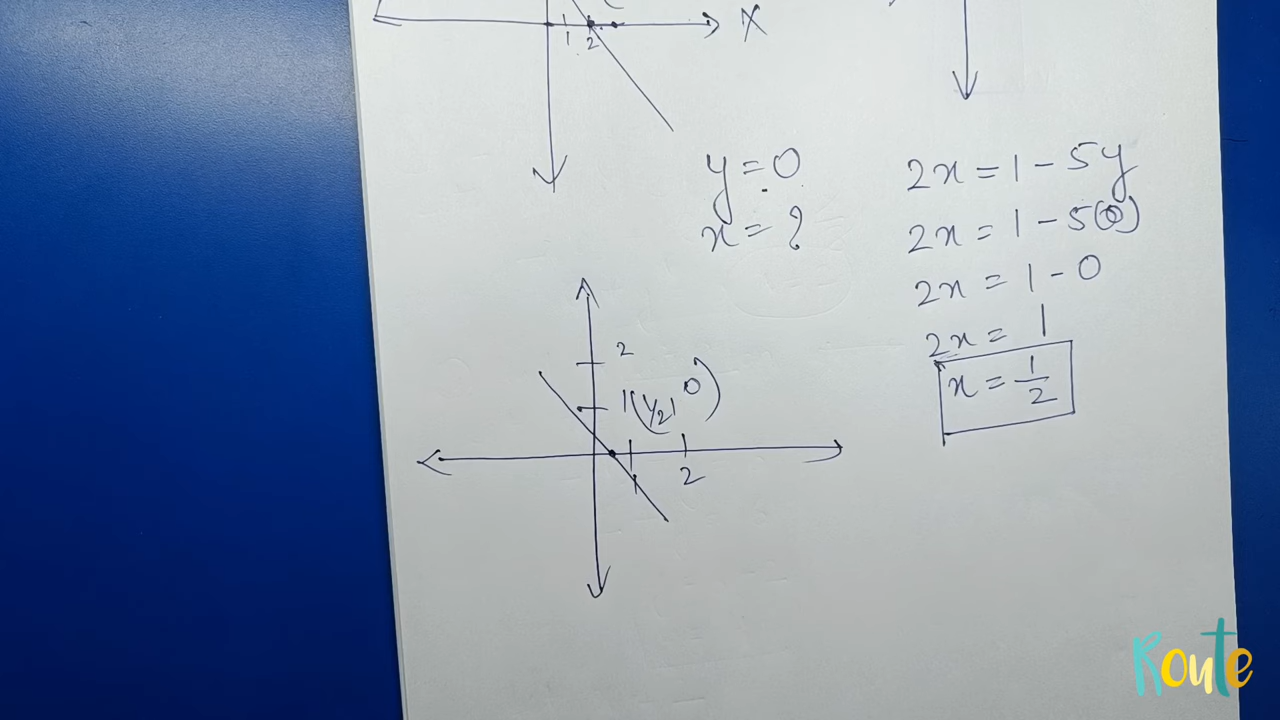 1 2 X
y = 0
x = ?
2x = 1 - 5y
2x = 1 - 5(0)
2x = 1 - 0
2x = 1
x = 1/2
2
1 (1/2, 0)
1 2
Route